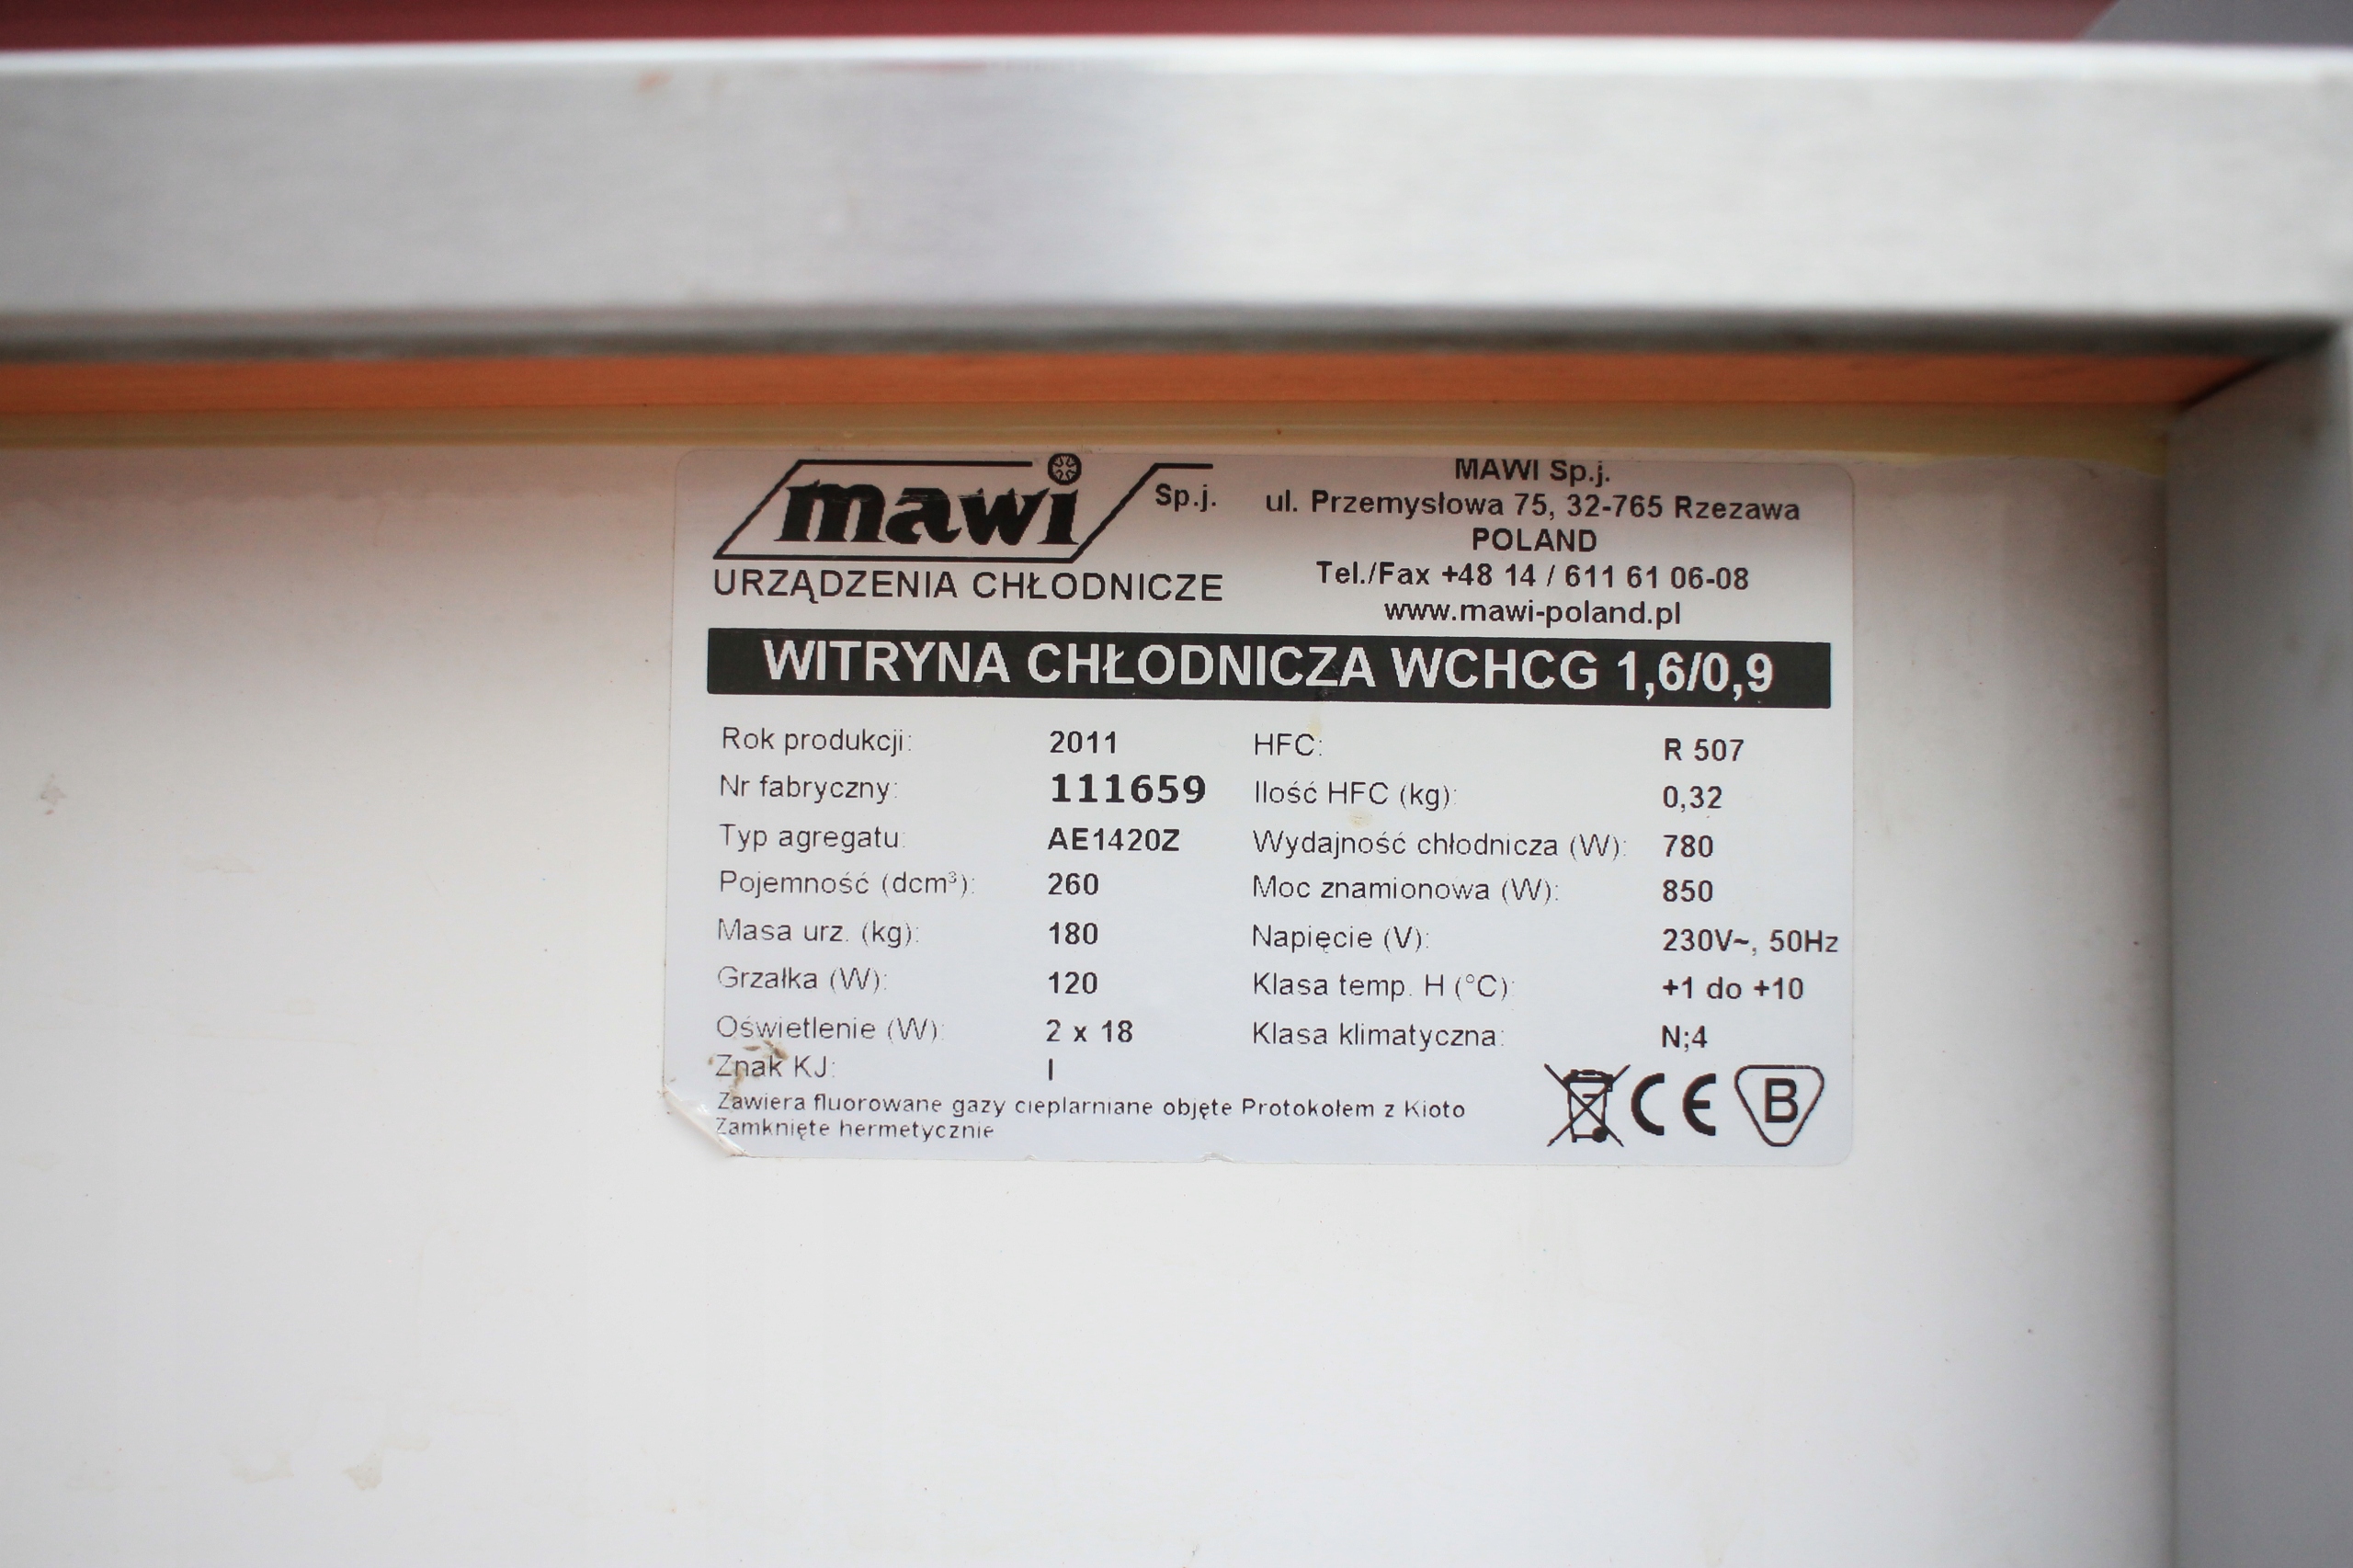 mawi Sp.j.
URZĄDZENIA CHŁODNICZE
MAWI Sp.j.
ul. Przemysłowa 75, 32-765 Rzezawa
POLAND
Tel./Fax +48 14 / 611 61 06-08
www.mawi-poland.pl
WITRYNA CHŁODNICZA WCHCG 1,6/0,9
Rok produkcji: 2011
Nr fabryczny: 111659
Typ agregatu: AE1420Z
Pojemność (dcm³): 260
Masa urz. (kg): 180
Grzałka (W): 120
Oświetlenie (W): 2 x 18
Znak KJ: I
HFC: R 507
Ilość HFC (kg): 0,32
Wydajność chłodnicza (W): 780
Moc znamionowa (W): 850
Napięcie (V): 230V~, 50Hz
Klasa temp. H (°C): +1 do +10
Klasa klimatyczna: N;4
Zawiera fluorowane gazy cieplarniane objęte Protokołem z Kioto
Zamknięte hermetycznie
CE B